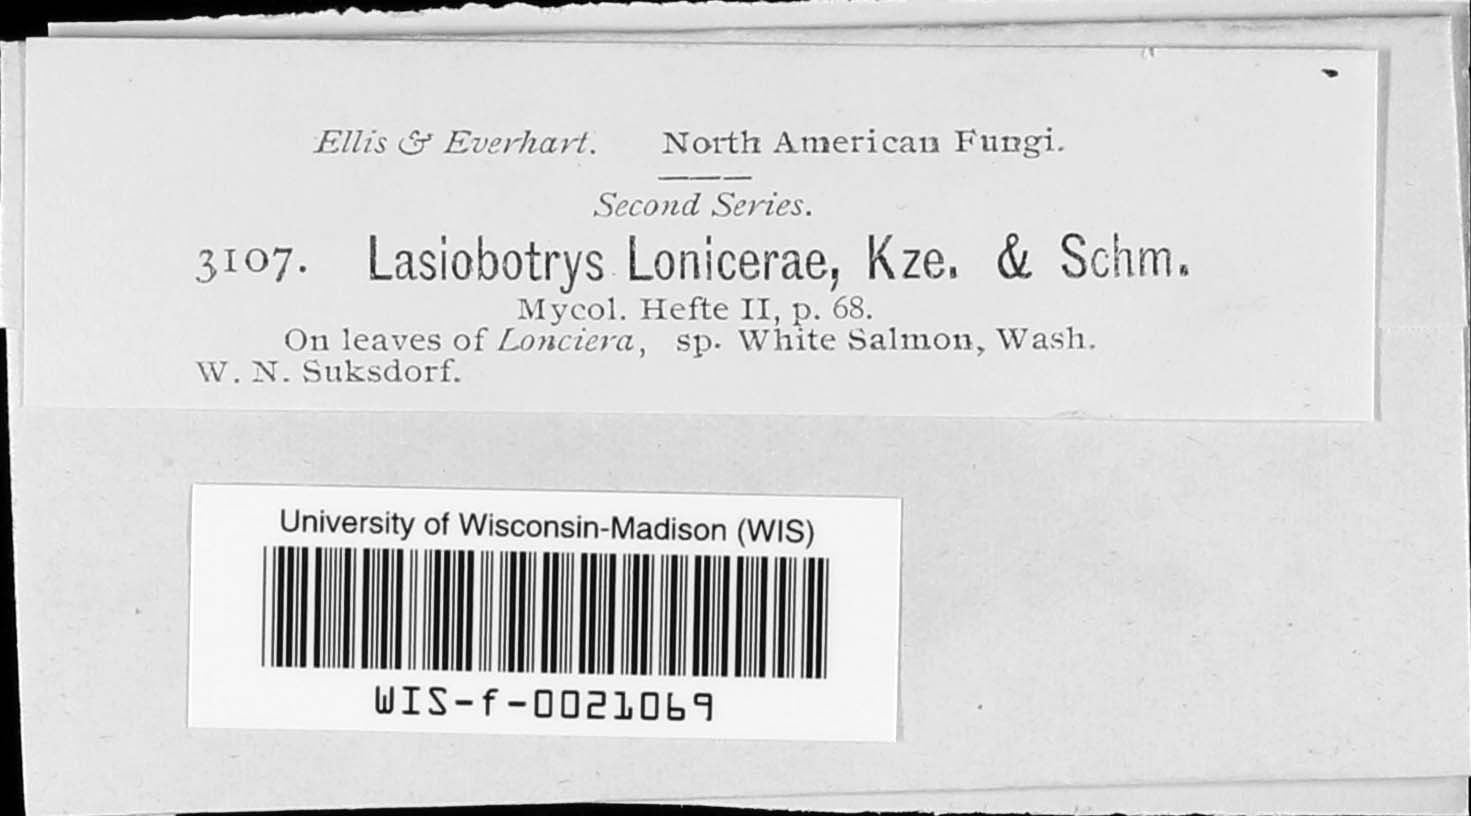 Ellis & Everhart. North American Fungi.
Second Series.
3107. Lasiobotrys Lonicerae, Kze. & Schm.
Mycol. Hefte II, p. 68.
On leaves of Lonciera, sp. White Salmon, Wash.
W. N. Suksdorf.
University of Wisconsin-Madison (WIS)
WIS-f-0021069